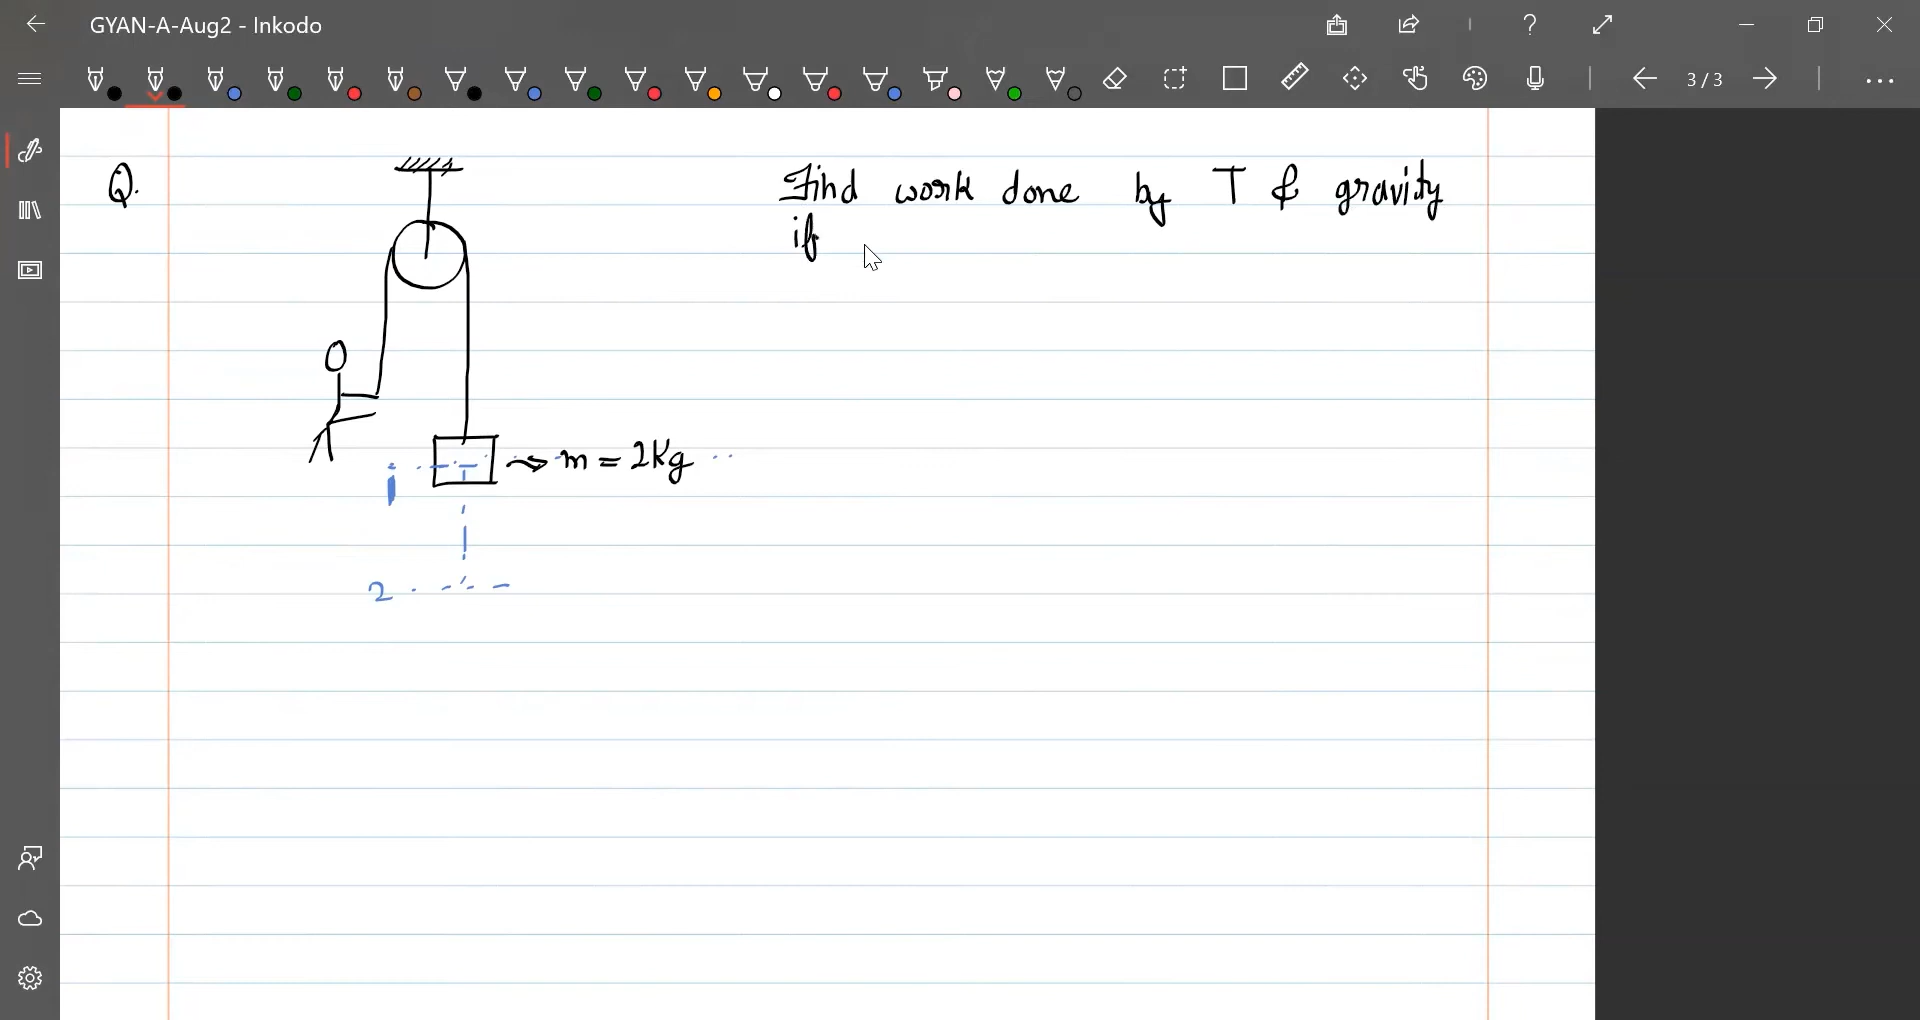 GYAN-A-Aug2 - Inkodo
3/3
Q.
Find work done by T & gravity
if
m = 2Kg
1
2